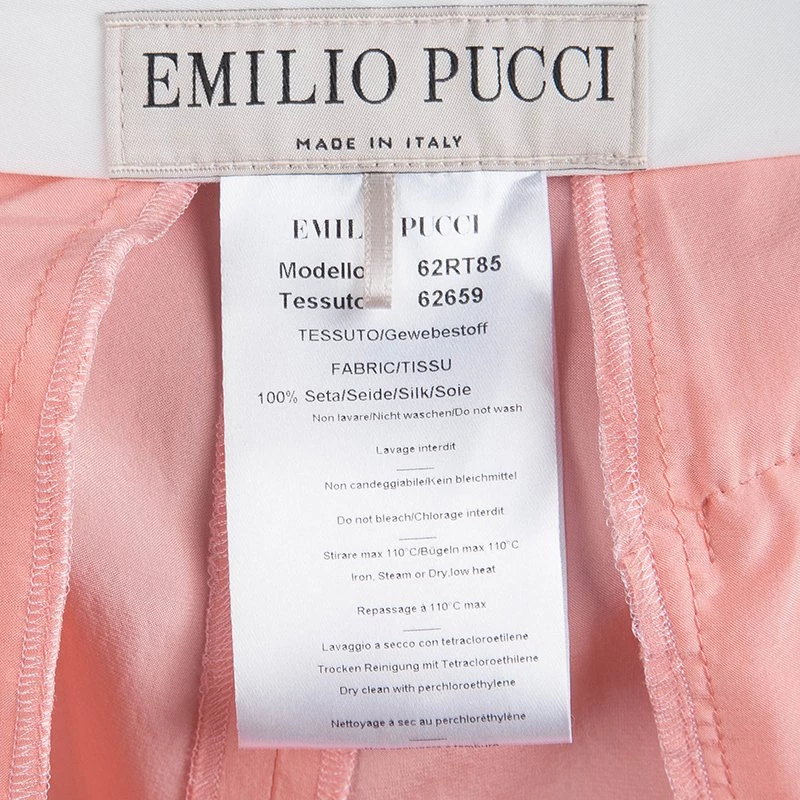 EMILIO PUCCI
MADE IN ITALY
EMIL PUCCI
Modello 62RT85
Tessuto 62659
TESSUTO/Gewebestoff
FABRIC/TISSU
100% Seta/Seide/Silk/Soie
Non lavare/Nicht waschen/Do not wash
Lavage interdit
Non candeggiabile/Kein bleichmittel
Do not bleach/Chlorage interdit
Stirare max 110°C/Bügeln max 110°C
Iron, Steam or Dry,low heat
Repassage à 110°C max
Lavaggio a secco con tetracloroetilene
Trocken Reinigung mit Tetraclorethilene
Dry clean with perchloroethylene
Nettoyage à sec au perchloréthylène